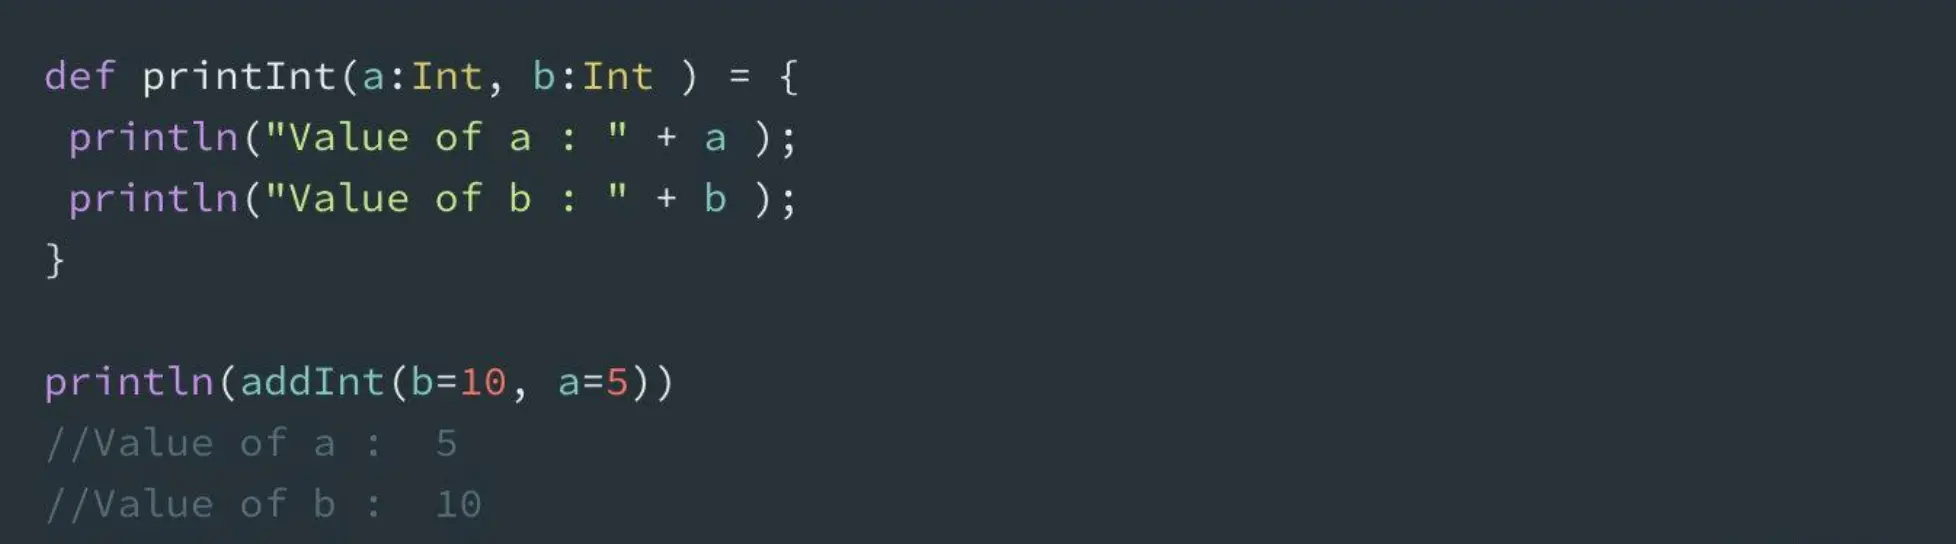 def printInt(a:Int, b:Int ) = {
 println("Value of a : " + a );
 println("Value of b : " + b );
}

println(addInt(b=10, a=5))
//Value of a :  5
//Value of b :  10